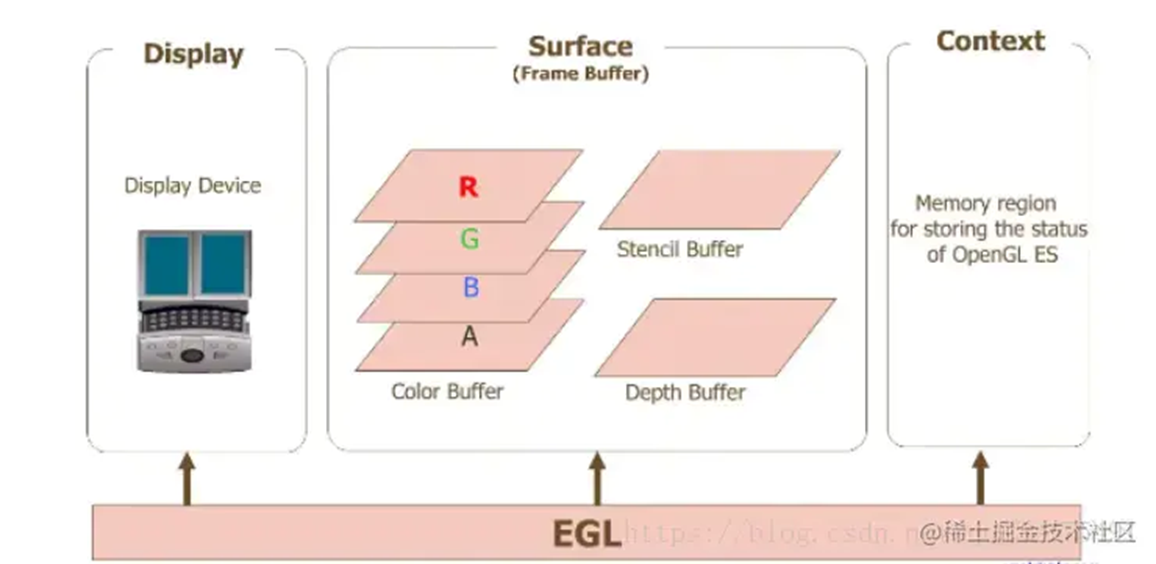 Display
Surface
(Frame Buffer)
Context
Display Device
R
G
B
A
Color Buffer
Stencil Buffer
Depth Buffer
Memory region
for storing the status
of OpenGL ES
EGL
https://blog.csdn.n
@稀土掘金技术社区